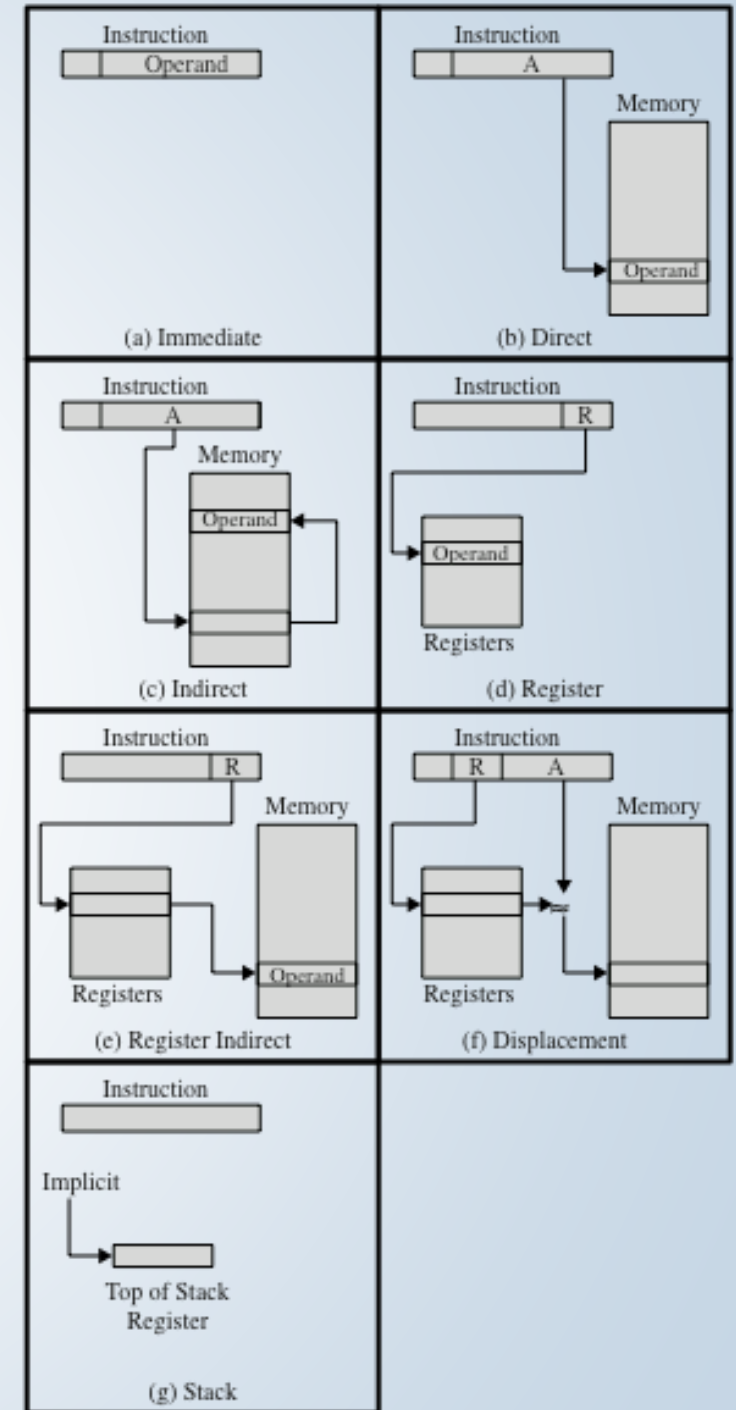 Instruction
Operand
(a) Immediate
Instruction
A
Memory
Operand
(b) Direct
Instruction
A
Memory
Operand
(c) Indirect
Instruction
R
Operand
Registers
(d) Register
Instruction
R
Memory
Registers
Operand
(e) Register Indirect
Instruction
R A
Memory
Registers
(f) Displacement
Instruction
Implicit
Top of Stack
Register
(g) Stack